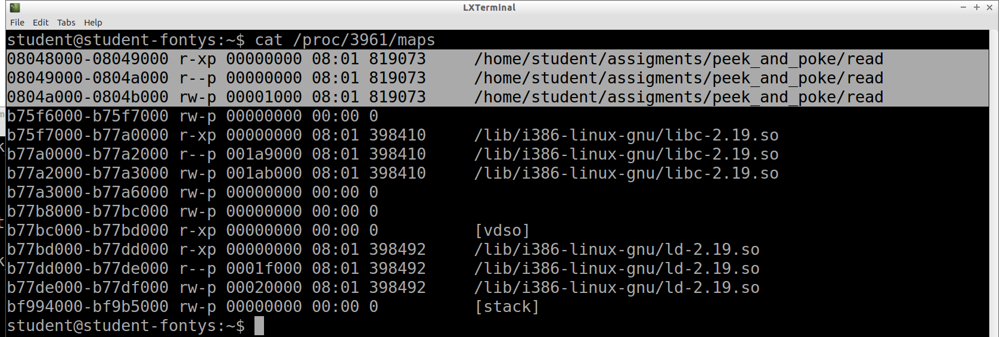 LXTerminal
File Edit Tabs Help
student@student-fontys:~$ cat /proc/3961/maps
08048000-08049000 r-xp 00000000 08:01 819073     /home/student/assigments/peek_and_poke/read
08049000-0804a000 r--p 00000000 08:01 819073     /home/student/assigments/peek_and_poke/read
0804a000-0804b000 rw-p 00001000 08:01 819073     /home/student/assigments/peek_and_poke/read
b75f6000-b75f7000 rw-p 00000000 00:00 0
b75f7000-b77a0000 r-xp 00000000 08:01 398410     /lib/i386-linux-gnu/libc-2.19.so
b77a0000-b77a2000 r--p 001a9000 08:01 398410     /lib/i386-linux-gnu/libc-2.19.so
b77a2000-b77a3000 rw-p 001ab000 08:01 398410     /lib/i386-linux-gnu/libc-2.19.so
b77a3000-b77a6000 rw-p 00000000 00:00 0
b77b8000-b77bc000 rw-p 00000000 00:00 0
b77bc000-b77bd000 r-xp 00000000 00:00 0          [vdso]
b77bd000-b77dd000 r-xp 00000000 08:01 398492     /lib/i386-linux-gnu/ld-2.19.so
b77dd000-b77de000 r--p 0001f000 08:01 398492     /lib/i386-linux-gnu/ld-2.19.so
b77de000-b77df000 rw-p 00020000 08:01 398492     /lib/i386-linux-gnu/ld-2.19.so
bf994000-bf9b5000 rw-p 00000000 00:00 0          [stack]
student@student-fontys:~$